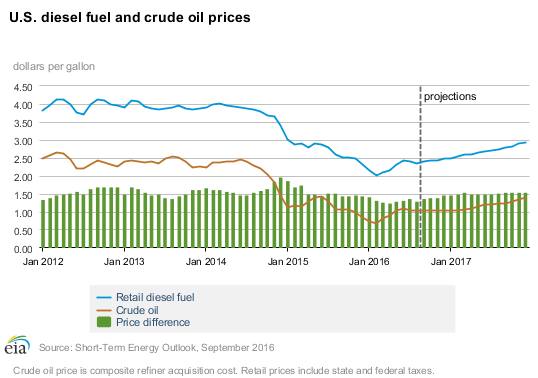 U.S. diesel fuel and crude oil prices
dollars per gallon
4.50
4.00
3.50
3.00
2.50
2.00
1.50
1.00
0.50
0.00
projections
Jan 2012 Jan 2013 Jan 2014 Jan 2015 Jan 2016 Jan 2017
Retail diesel fuel
Crude oil
Price difference
eia Source: Short-Term Energy Outlook, September 2016
Crude oil price is composite refiner acquisition cost. Retail prices include state and federal taxes.